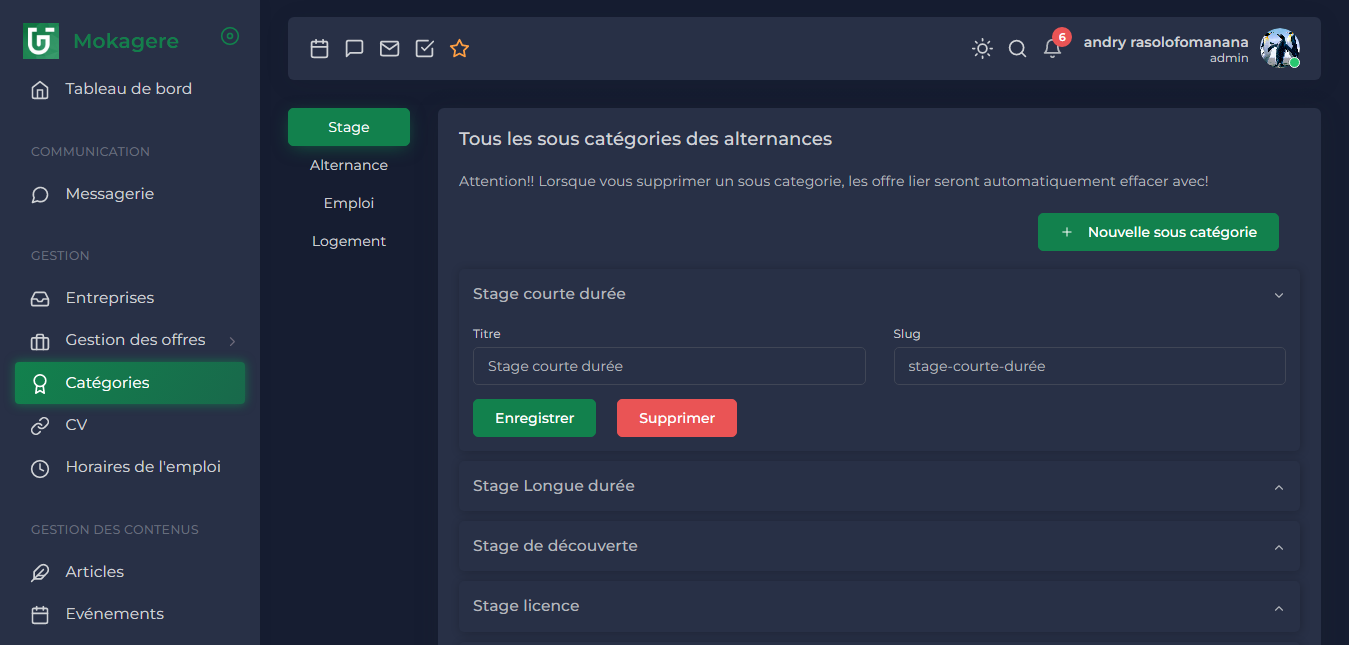 Mokagere
Tableau de bord
COMMUNICATION
Messagerie
GESTION
Entreprises
Gestion des offres
Catégories
CV
Horaires de l'emploi
GESTION DES CONTENUS
Articles
Evénements
6
andry rasolofomanana
admin
Stage
Alternance
Emploi
Logement
Tous les sous catégories des alternances
Attention!! Lorsque vous supprimer un sous categorie, les offre lier seront automatiquement effacer avec!
+ Nouvelle sous catégorie
Stage courte durée
Titre
Slug
Stage courte durée
stage-courte-durée
Enregistrer
Supprimer
Stage Longue durée
Stage de découverte
Stage licence